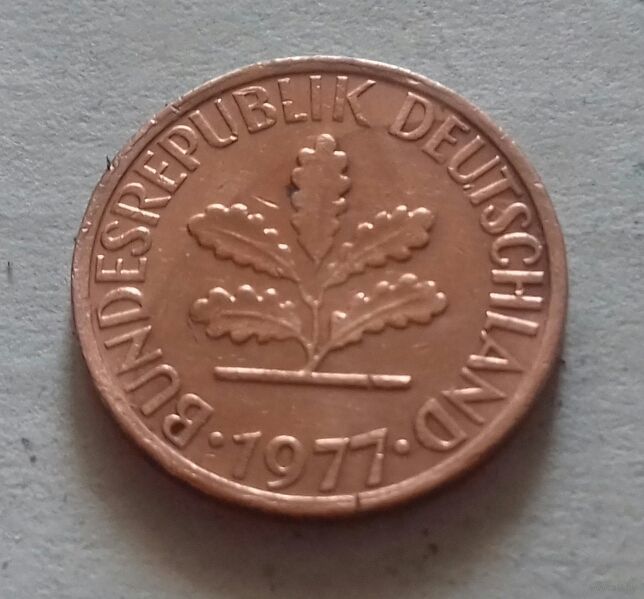 BUNDESREPUBLIK DEUTSCHLAND
· 1977 ·